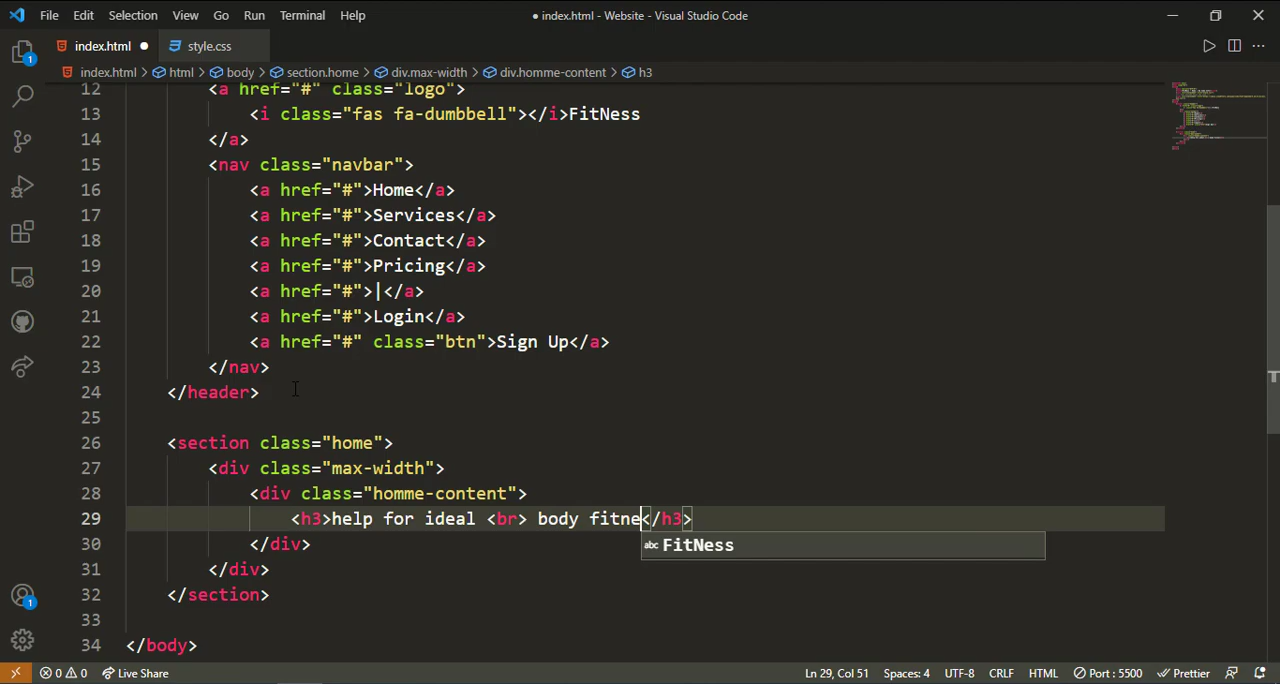 File Edit Selection View Go Run Terminal Help
● index.html - Website - Visual Studio Code
index.html ● style.css
index.html > html > body > section.home > div.max-width > div.homme-content > h3
12 <a href="#" class="logo">
13 <i class="fas fa-dumbbell"></i>FitNess
14 </a>
15 <nav class="navbar">
16 <a href="#">Home</a>
17 <a href="#">Services</a>
18 <a href="#">Contact</a>
19 <a href="#">Pricing</a>
20 <a href="#">|</a>
21 <a href="#">Login</a>
22 <a href="#" class="btn">Sign Up</a>
23 </nav>
24 </header>
25
26 <section class="home">
27 <div class="max-width">
28 <div class="homme-content">
29 <h3>help for ideal <br> body fitne</h3>
abc FitNess
30 </div>
31 </div>
32 </section>
33
34 </body>
1
1
0 0 Live Share Ln 29, Col 51 Spaces: 4 UTF-8 CRLF HTML Port : 5500 Prettier